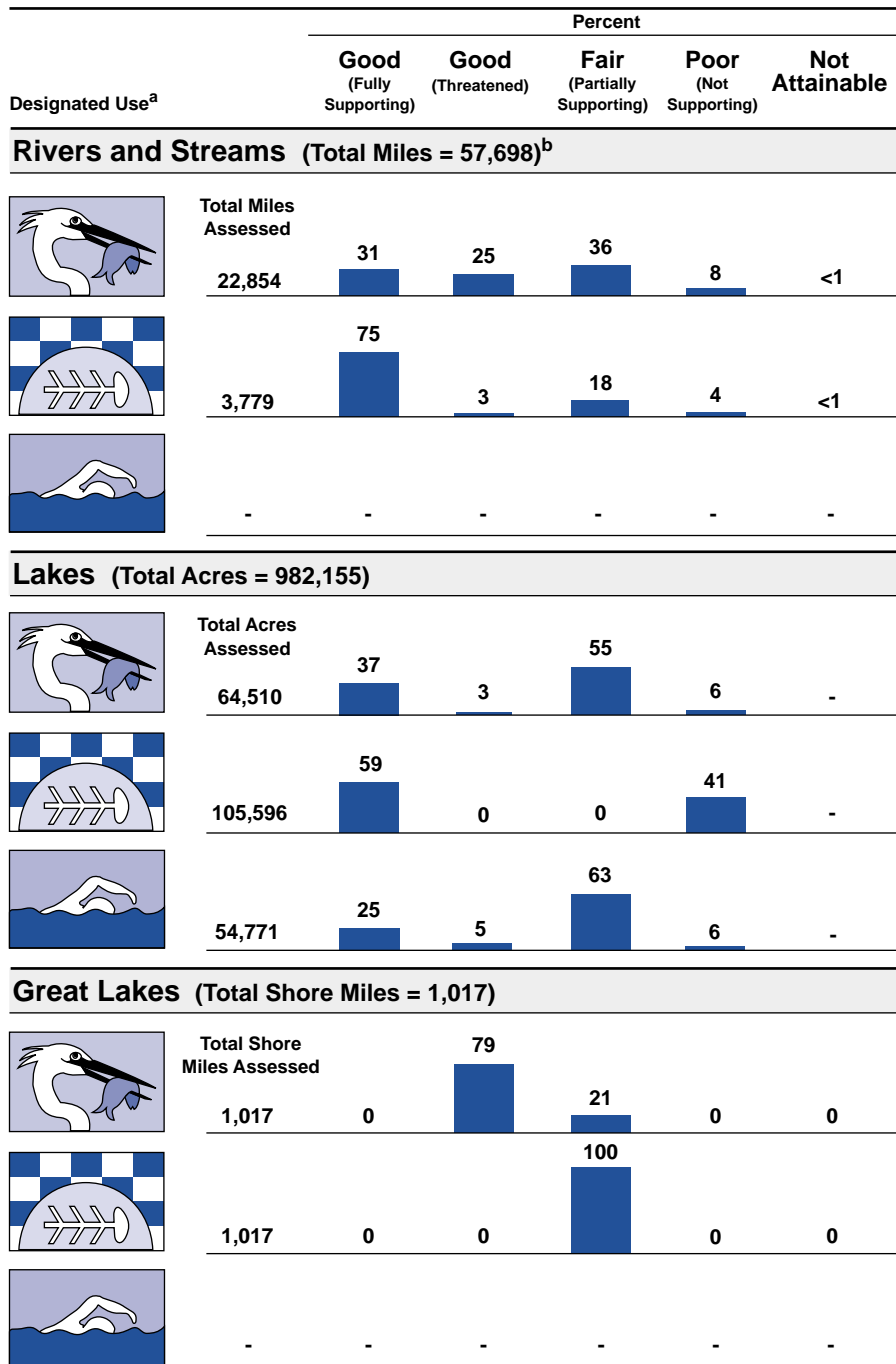 Percent
Good Good Fair Poor Not
(Fully (Threatened) (Partially (Not Attainable
Designated Use^a Supporting) Supporting) Supporting)
Rivers and Streams (Total Miles = 57,698)^b
Total Miles
Assessed
31 25 36 8 <1
22,854
75 3 18 4 <1
3,779
- - - - - -
Lakes (Total Acres = 982,155)
Total Acres
Assessed
37 3 55 6 -
64,510
59 0 0 41 -
105,596
25 5 63 6 -
54,771
Great Lakes (Total Shore Miles = 1,017)
Total Shore
Miles Assessed
79 21
1,017 0 0 0
100
1,017 0 0 0 0
- - - - - -